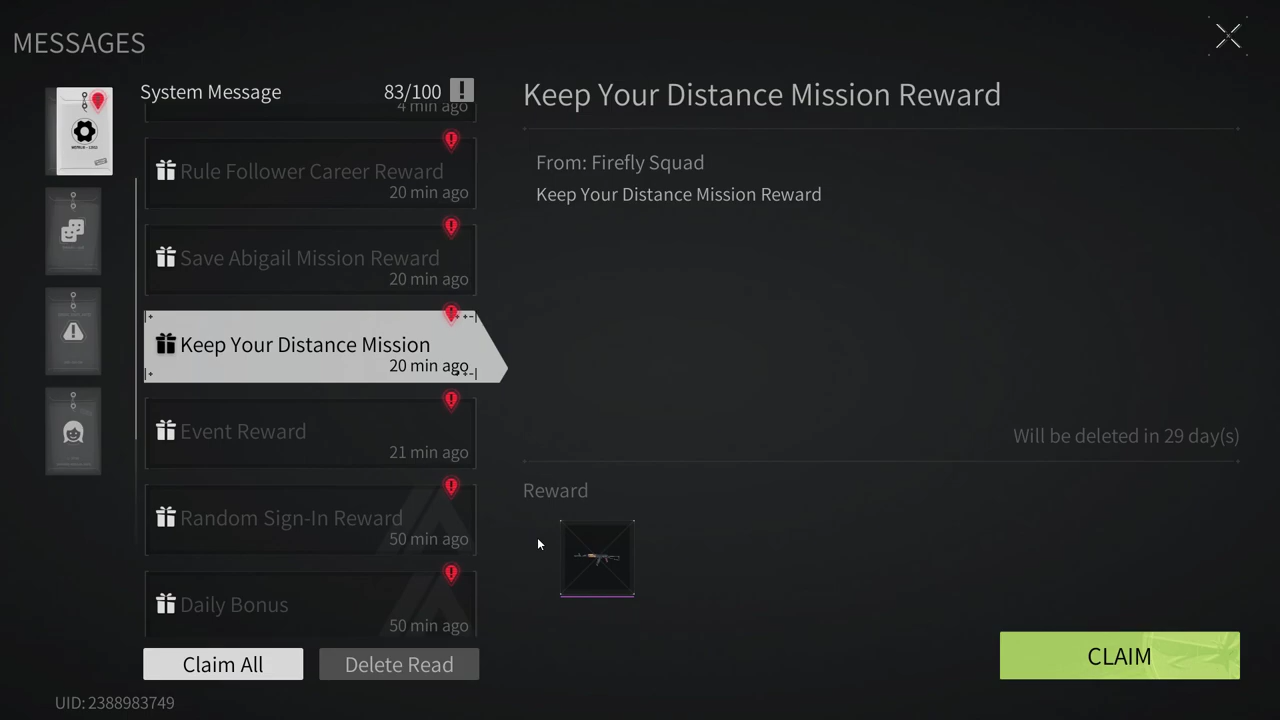 MESSAGES
System Message 83/100
4 min ago
Rule Follower Career Reward
20 min ago
Save Abigail Mission Reward
20 min ago
Keep Your Distance Mission
20 min ago
Event Reward
21 min ago
Random Sign-In Reward
50 min ago
Daily Bonus
50 min ago
Claim All
Delete Read
UID: 2388983749
Keep Your Distance Mission Reward
From: Firefly Squad
Keep Your Distance Mission Reward
Will be deleted in 29 day(s)
Reward
CLAIM